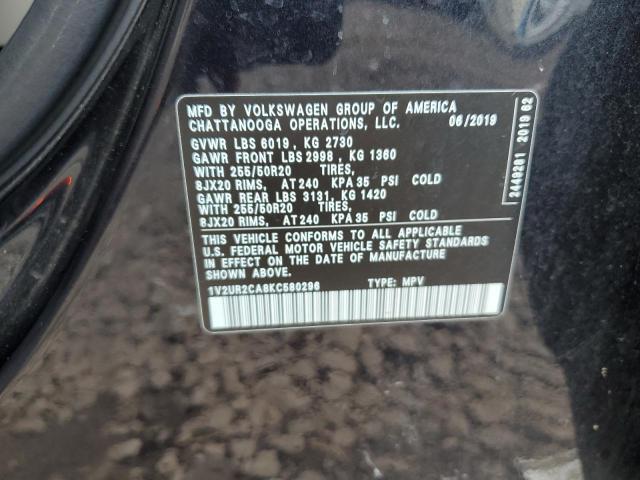 MFD BY VOLKSWAGEN GROUP OF AMERICA
CHATTANOOGA OPERATIONS, LLC. 06/2019
GVWR LBS 6019, KG 2730
GAWR FRONT LBS 2998, KG 1360
WITH 255/50R20 TIRES,
8JX20 RIMS, AT 240 KPA 35 PSI COLD
GAWR REAR LBS 3131, KG 1420
WITH 255/50R20 TIRES,
8JX20 RIMS, AT 240 KPA 35 PSI COLD
THIS VEHICLE CONFORMS TO ALL APPLICABLE
U.S. FEDERAL MOTOR VEHICLE SAFETY STANDARDS
IN EFFECT ON THE DATE OF MANUFACTURE
SHOWN ABOVE.
1V2UR2CA8KC580296 TYPE: MPV
2449281 2019 62